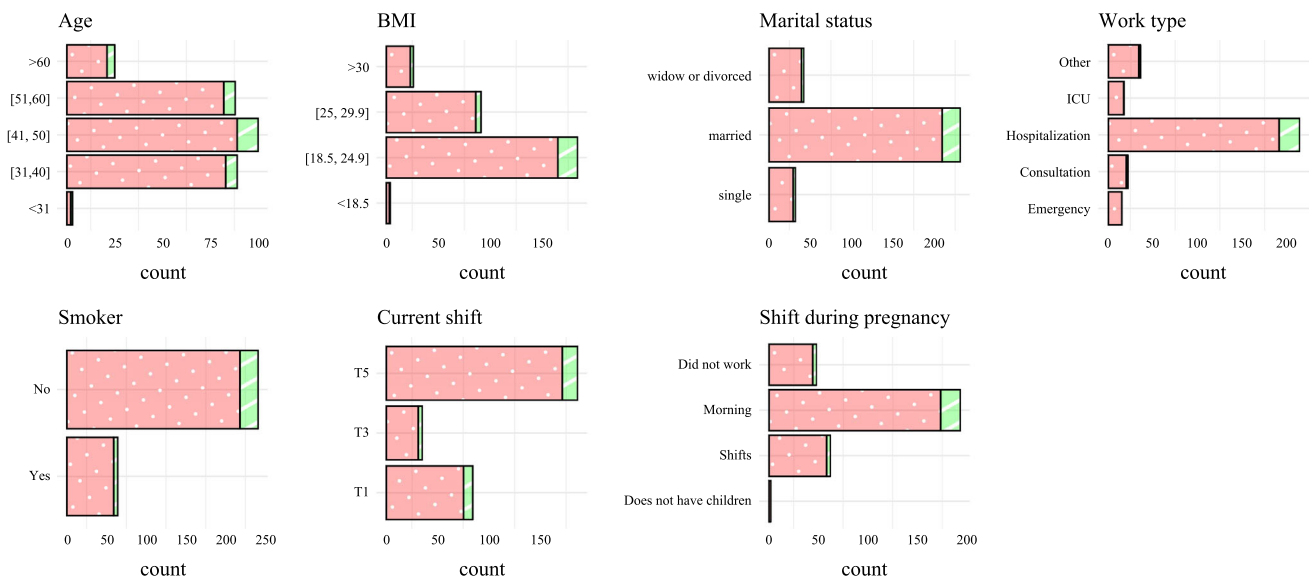 Age
>60
[51,60]
[41, 50]
[31,40]
<31
0 25 50 75 100
count
BMI
>30
[25, 29.9]
[18.5, 24.9]
<18.5
0 50 100 150
count
Marital status
widow or divorced
married
single
0 50 100 150 200
count
Work type
Other
ICU
Hospitalization
Consultation
Emergency
0 50 100 150 200
count
Smoker
No
Yes
0 50 100 150 200 250
count
Current shift
T5
T3
T1
0 50 100 150
count
Shift during pregnancy
Did not work
Morning
Shifts
Does not have children
0 50 100 150 200
count